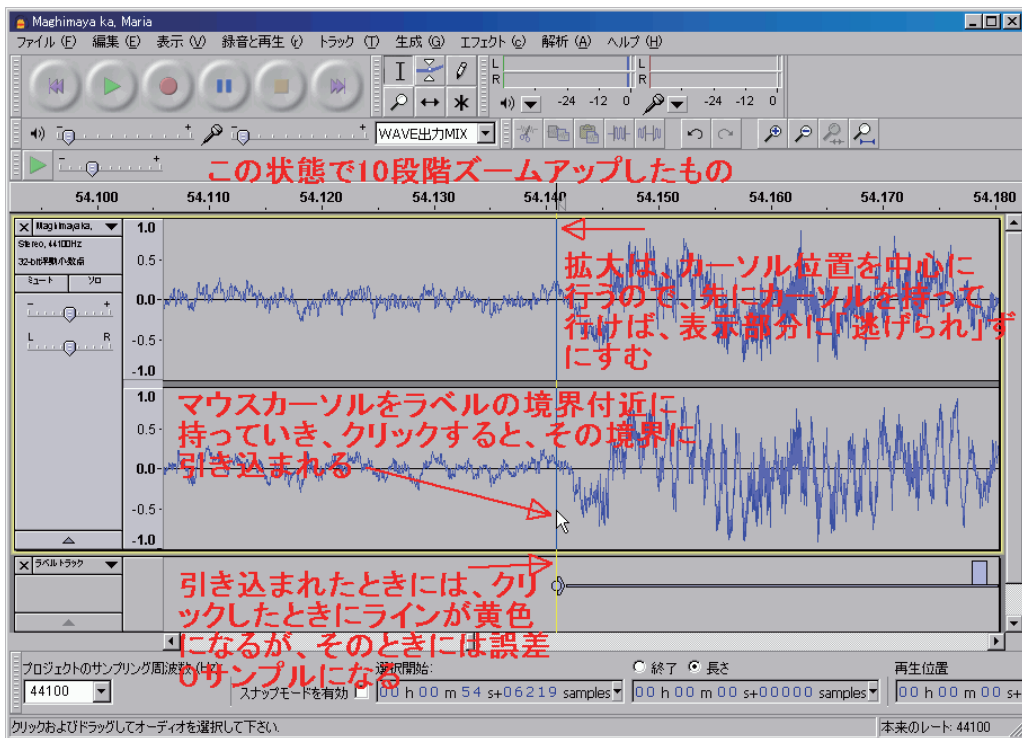 Maghimaya ka, Maria
ファイル (F) 編集 (E) 表示 (V) 録音と再生 (r) トラック (T) 生成 (G) エフェクト (c) 解析 (A) ヘルプ (H)
L
R
-24 -12 0
L
R
-24 -12 0
WAVE出力MIX
この状態で10段階ズームアップしたもの
54.100 54.110 54.120 54.130 54.140 54.150 54.160 54.170 54.180
Maghimaya ka,
Stereo, 44100Hz
32-bit浮動小数点
ミュート ソロ
- +
L R
1.0
0.5
0.0
-0.5
-1.0
拡大は、カーソル位置を中心に
行うので、先にカーソルを持って
行けば、表示部分に「逃げられ」ず
にすむ
1.0
0.5
0.0
-0.5
-1.0
マウスカーソルをラベルの境界付近に
持っていき、クリックすると、その境界に
引き込まれる
ラベルトラック
引き込まれたときには、クリ
ックしたときにラインが黄色
になるが、そのときには誤差
0サンプルになる
プロジェクトのサンプリング周波数 (Hz):
44100
スナップモードを有効
選択開始:
00 h 00 m 54 s+06219 samples
終了 長さ
00 h 00 m 00 s+00000 samples
再生位置
00 h 00 m 00 s+
クリックおよびドラッグしてオーディオを選択して下さい.
本来のレート: 44100